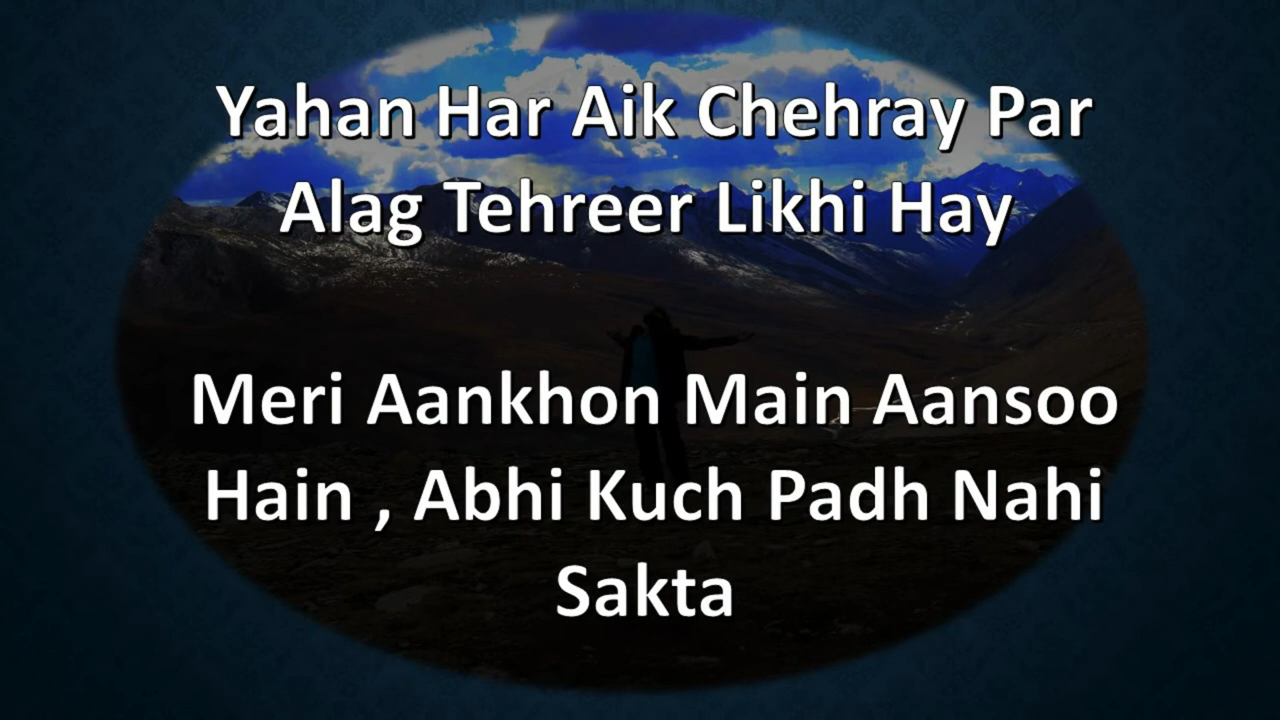 Yahan Har Aik Chehray Par
Alag Tehreer Likhi Hay
Meri Aankhon Main Aansoo
Hain , Abhi Kuch Padh Nahi
Sakta